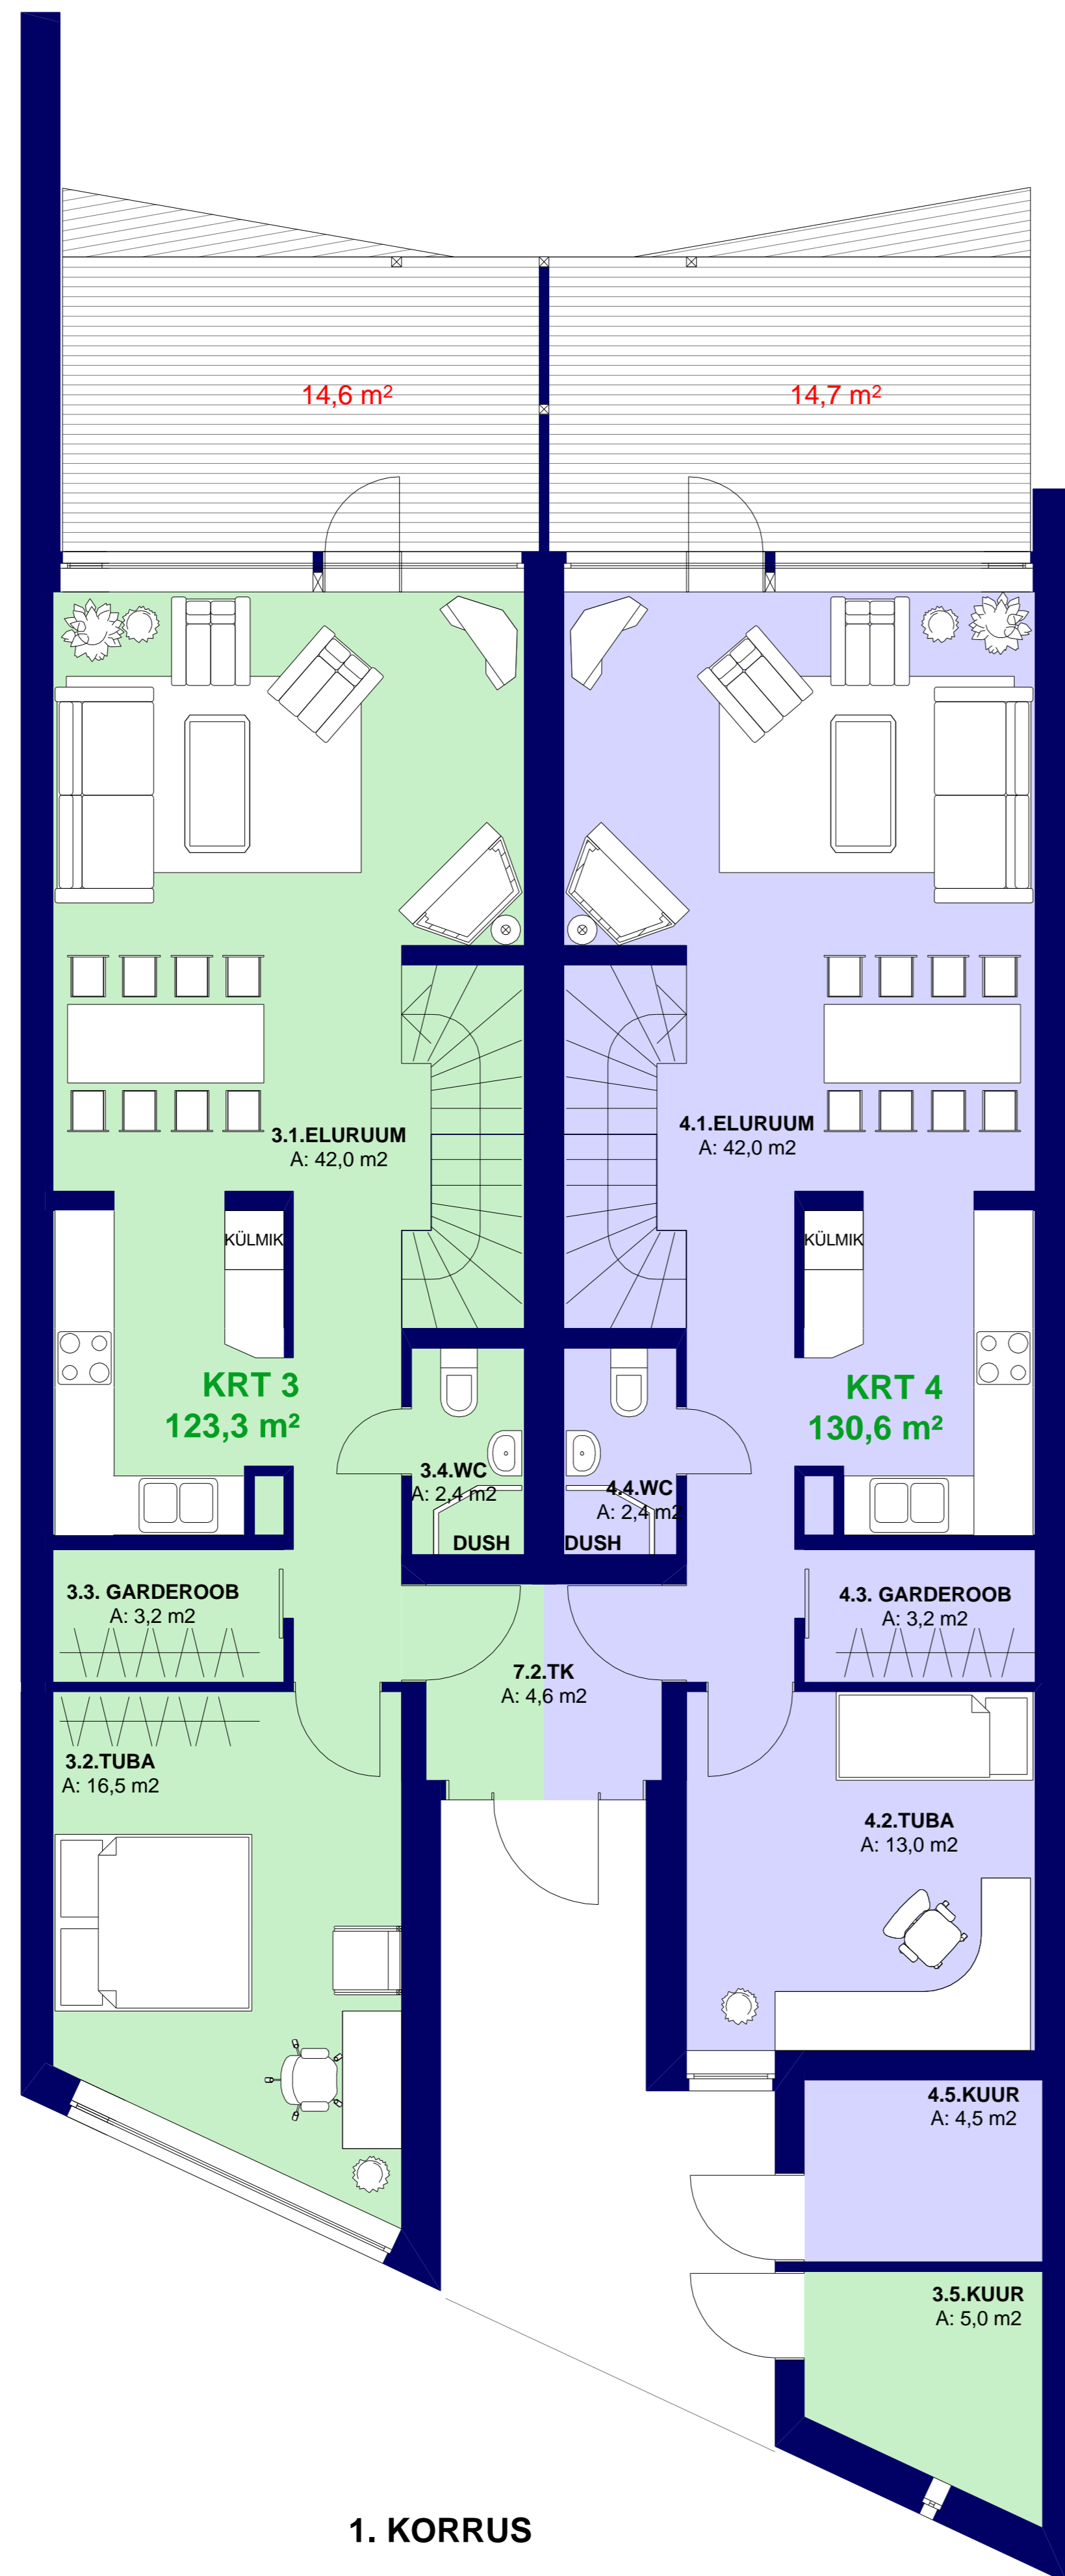 14,6 m²
14,7 m²
3.1.ELURUUM
A: 42,0 m2
4.1.ELURUUM
A: 42,0 m2
KÜLMIK
KÜLMIK
KRT 3
123,3 m²
KRT 4
130,6 m²
3.4.WC
A: 2,4 m2
4.4.WC
A: 2,4 m2
DUSH
DUSH
3.3. GARDEROOB
A: 3,2 m2
4.3. GARDEROOB
A: 3,2 m2
7.2.TK
A: 4,6 m2
3.2.TUBA
A: 16,5 m2
4.2.TUBA
A: 13,0 m2
4.5.KUUR
A: 4,5 m2
3.5.KUUR
A: 5,0 m2
1. KORRUS